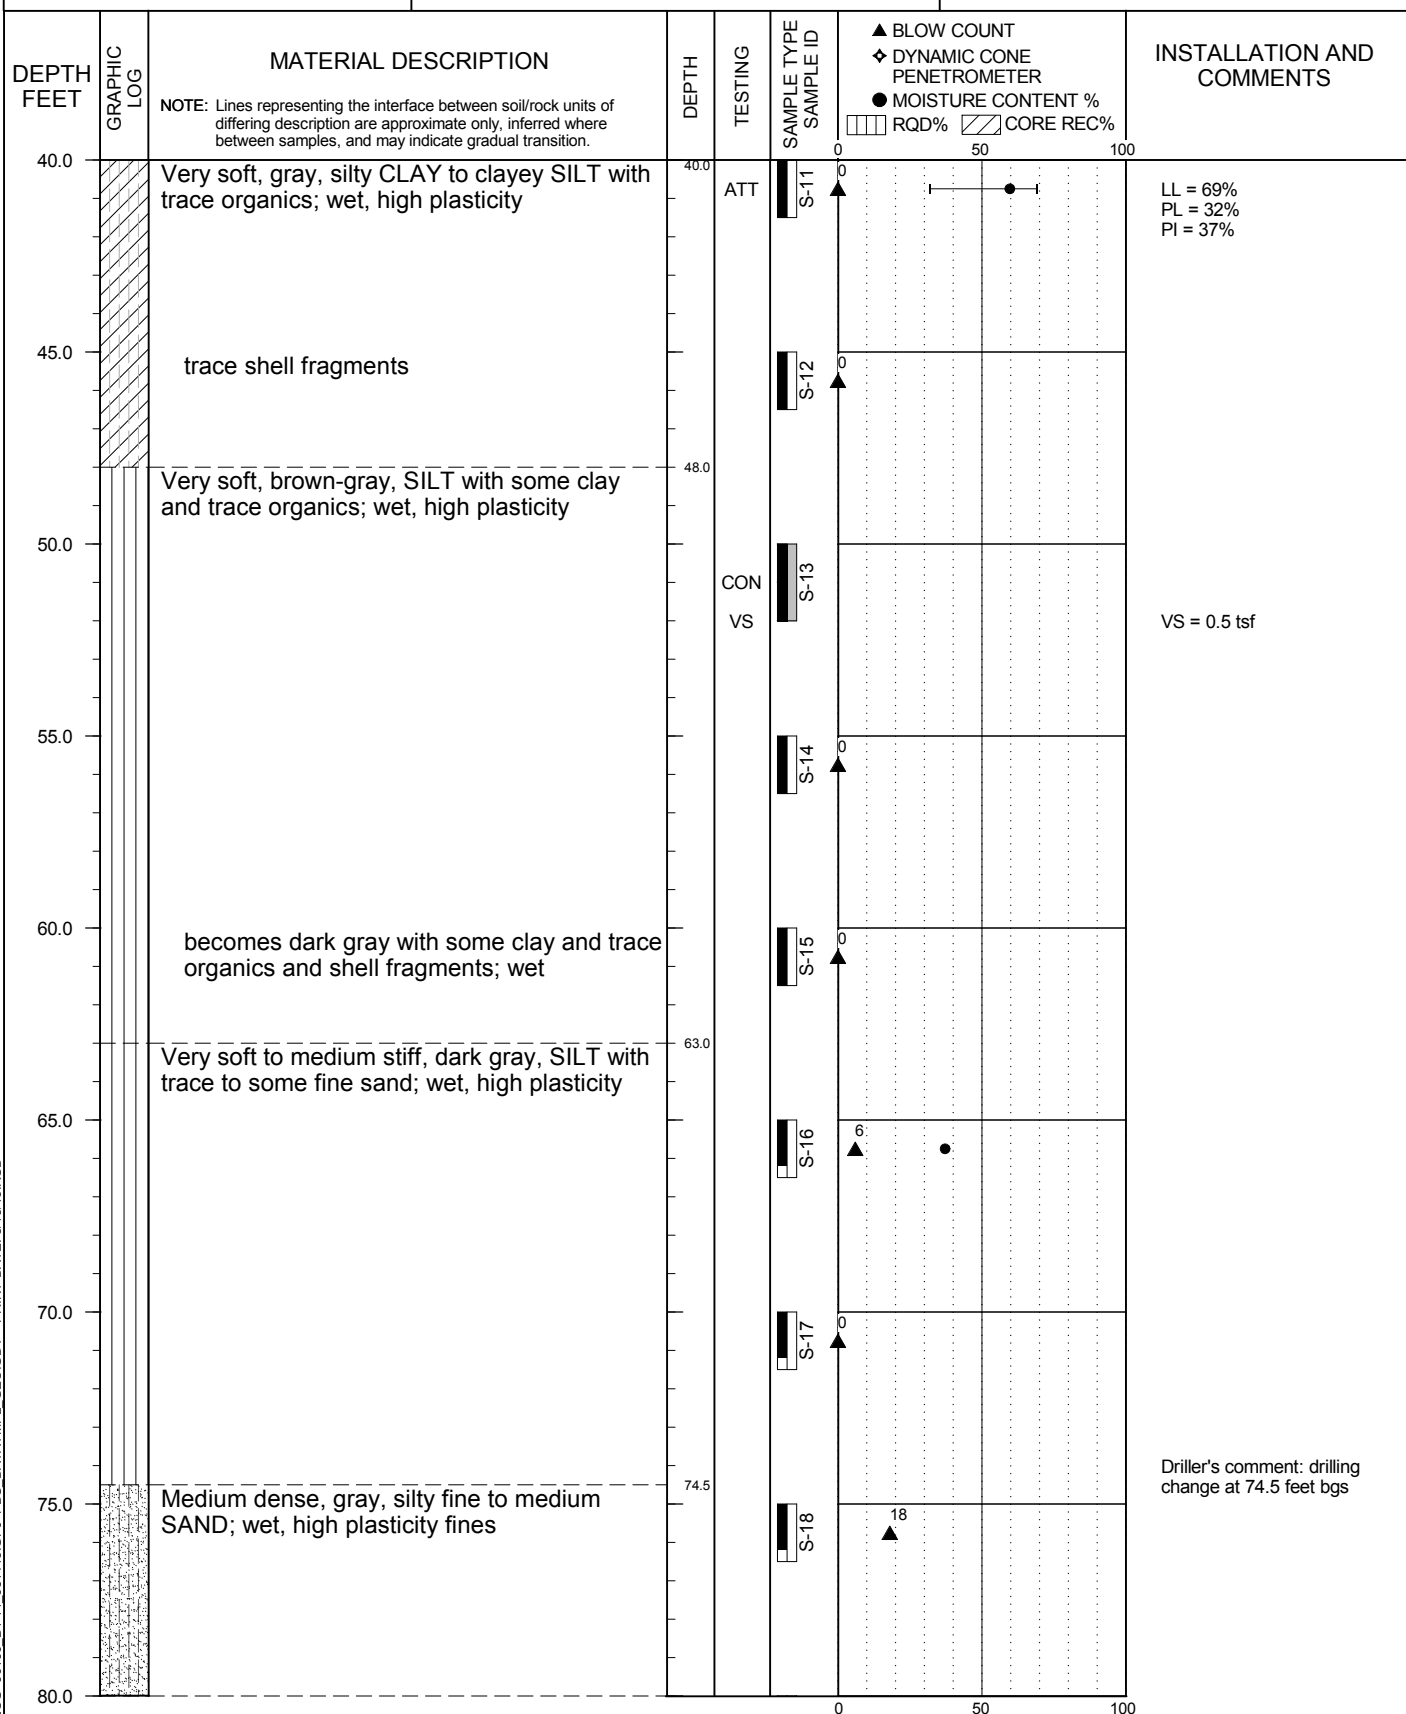 DEPTH
FEET
GRAPHIC
LOG
MATERIAL DESCRIPTION
NOTE: Lines representing the interface between soil/rock units of
differing description are approximate only, inferred where
between samples, and may indicate gradual transition.
DEPTH
TESTING
SAMPLE TYPE
SAMPLE ID
▲ BLOW COUNT
DYNAMIC CONE
PENETROMETER
● MOISTURE CONTENT %
RQD% CORE REC%
0 50 100
INSTALLATION AND
COMMENTS
40.0
Very soft, gray, silty CLAY to clayey SILT with
trace organics; wet, high plasticity
40.0
ATT
S-11
0
LL = 69%
PL = 32%
PI = 37%
45.0
trace shell fragments
S-12
0
48.0
Very soft, brown-gray, SILT with some clay
and trace organics; wet, high plasticity
50.0
CON
VS
S-13
VS = 0.5 tsf
55.0
S-14
0
60.0
becomes dark gray with some clay and trace
organics and shell fragments; wet
S-15
0
63.0
Very soft to medium stiff, dark gray, SILT with
trace to some fine sand; wet, high plasticity
65.0
S-16
6
70.0
S-17
0
Driller's comment: drilling
change at 74.5 feet bgs
74.5
75.0
Medium dense, gray, silty fine to medium
SAND; wet, high plasticity fines
S-18
18
80.0
0 50 100